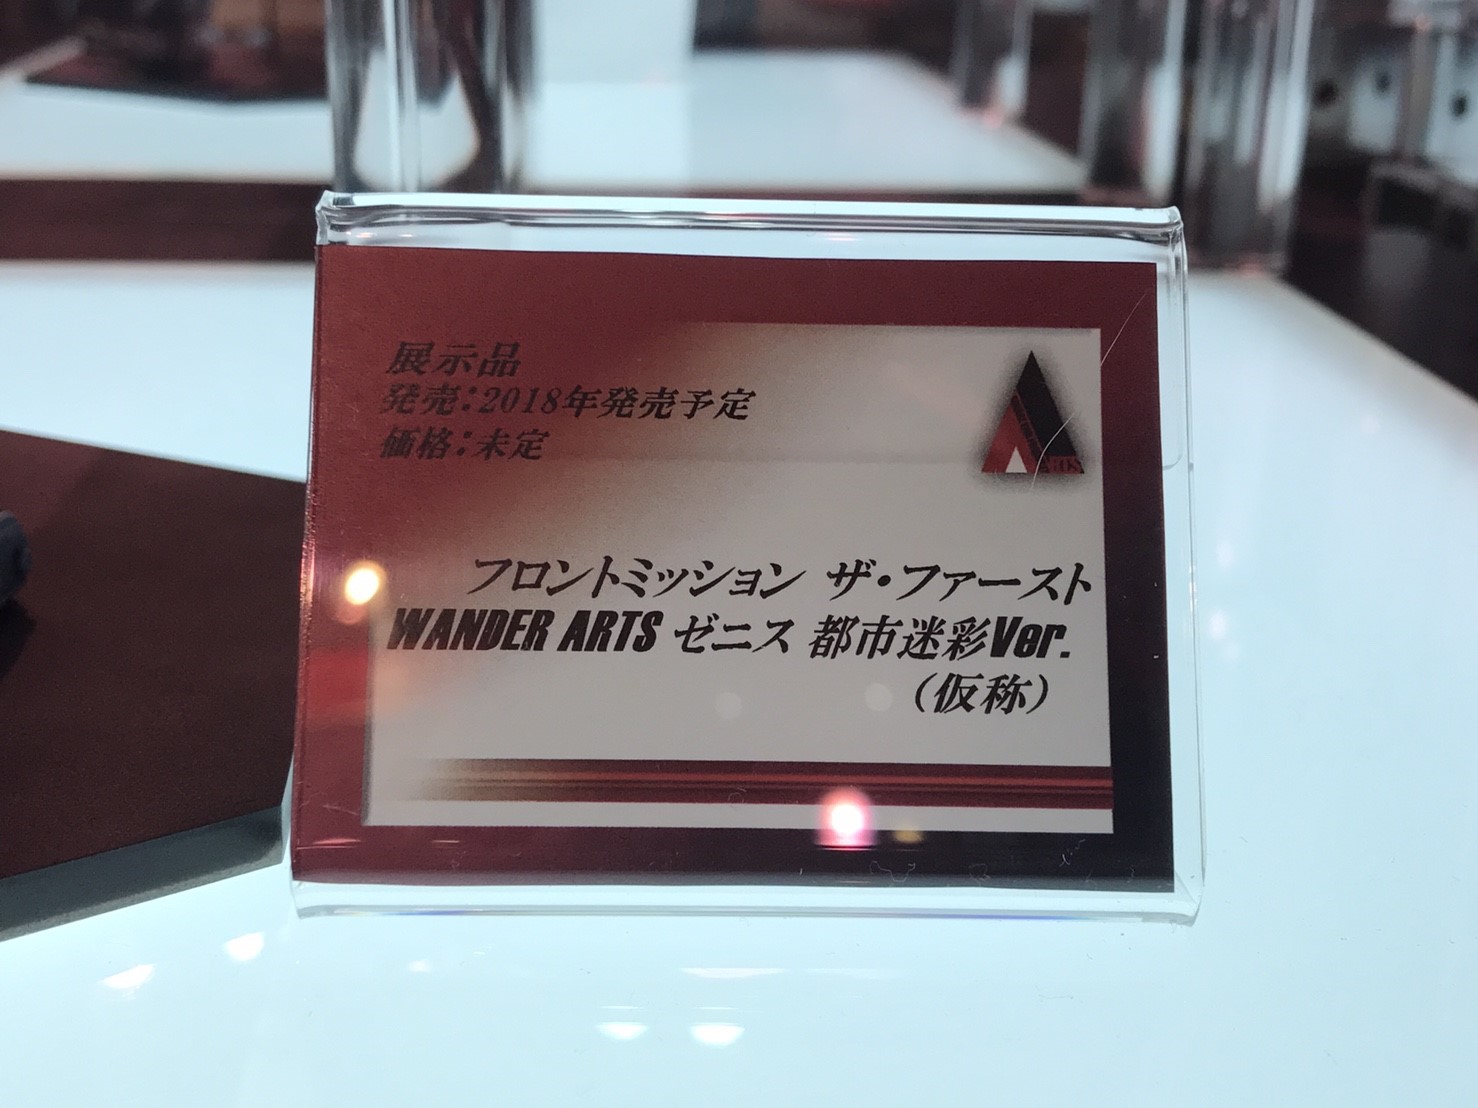 展示品
発売:2018年発売予定
価格:未定
ARTS
フロントミッション ザ・ファースト
WANDER ARTS ゼニス 都市迷彩Ver.
(仮称)